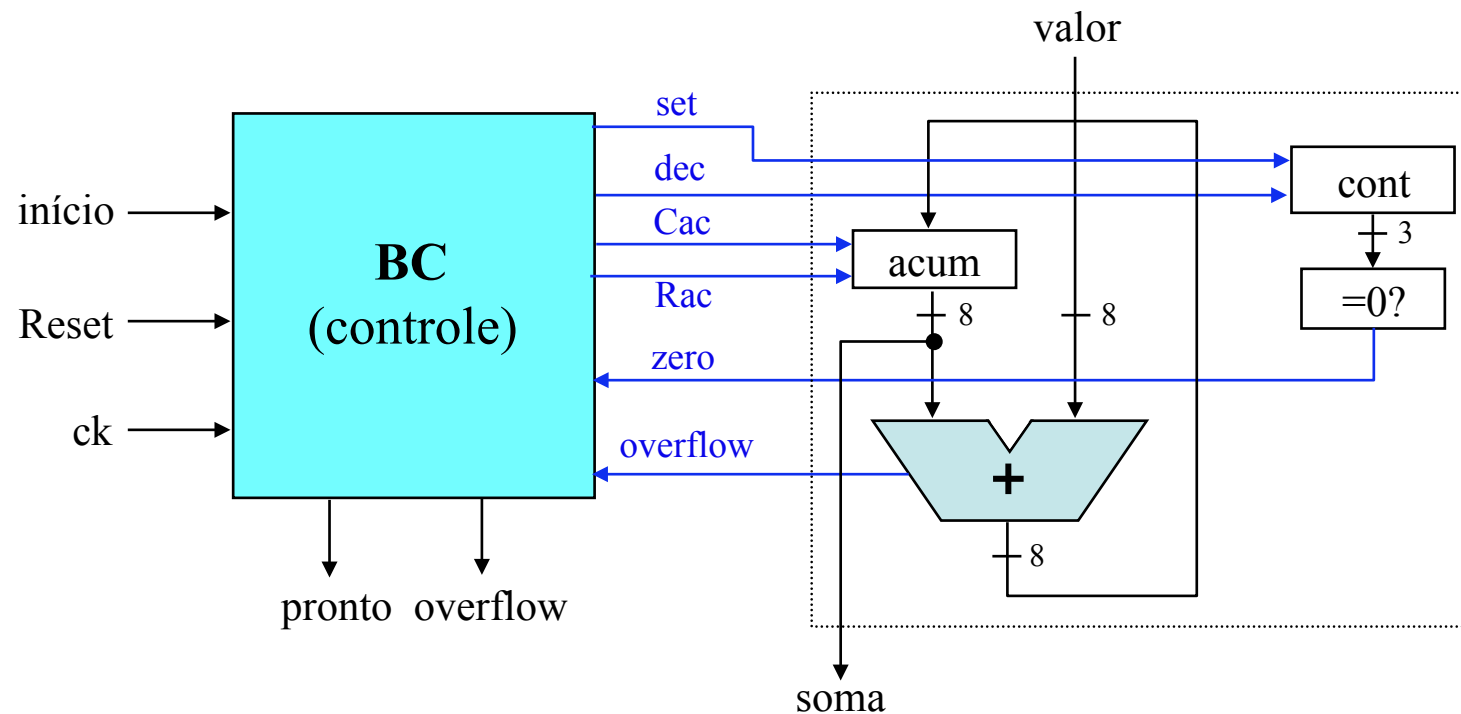 valor
set
dec
cont
início
Cac
3
BC
acum
(controle)
Rac
=0?
Reset
8
8
zero
ck
overflow
+
8
pronto
overflow
soma